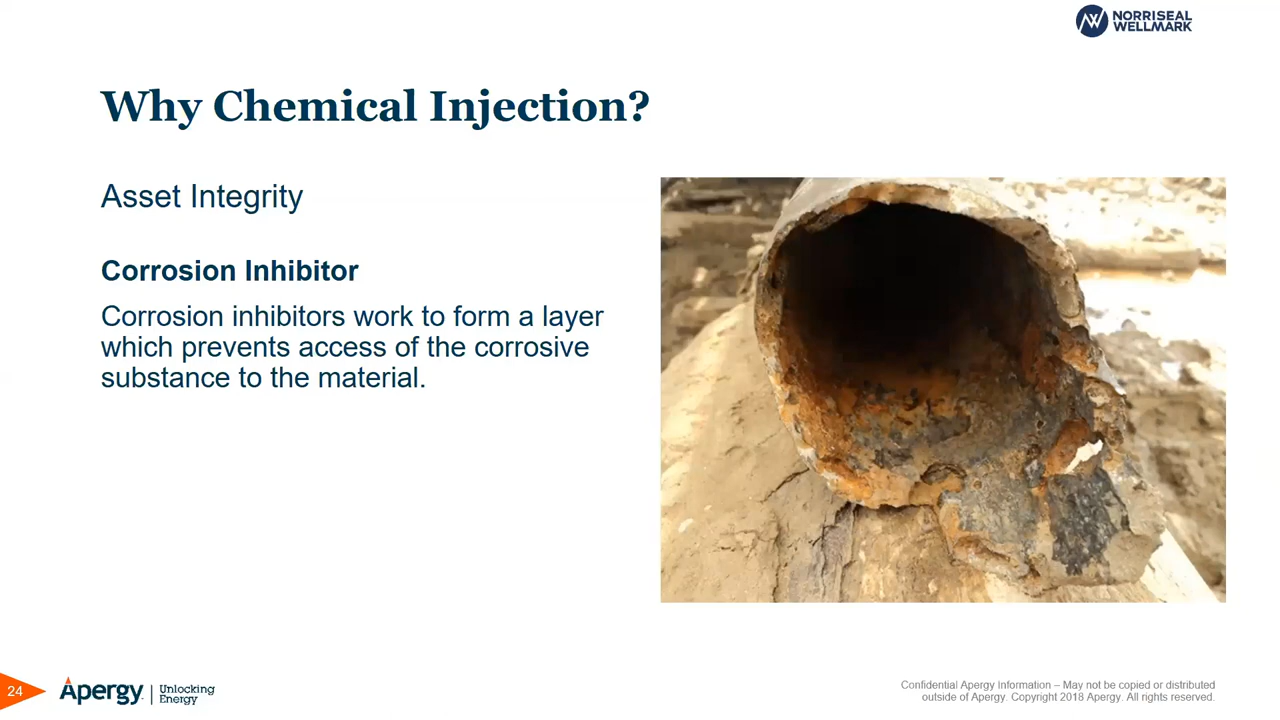 NORRISEAL
WELLMARK
Why Chemical Injection?
Asset Integrity
Corrosion Inhibitor
Corrosion inhibitors work to form a layer
which prevents access of the corrosive
substance to the material.
24
Apergy
Unlocking
Energy
Confidential Apergy Information – May not be copied or distributed
outside of Apergy. Copyright 2018 Apergy. All rights reserved.